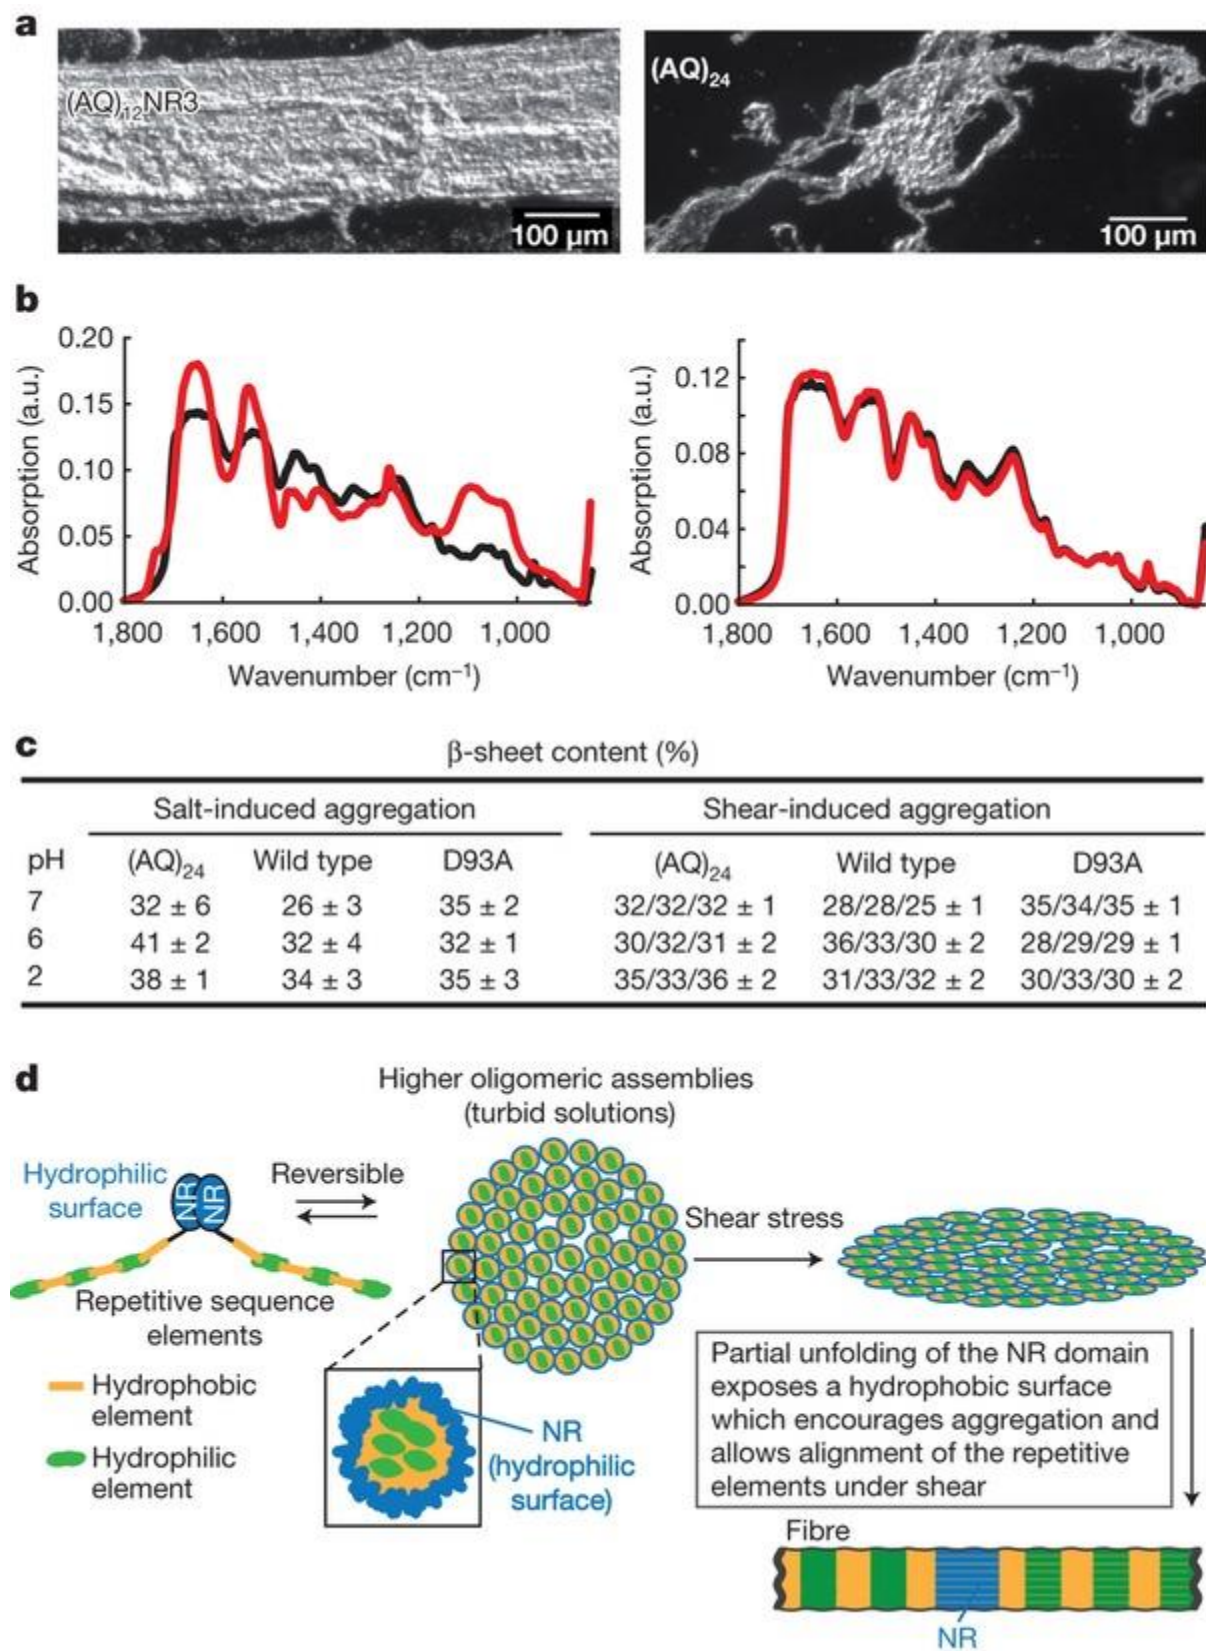 a
(AQ)12NR3
100 µm
(AQ)24
100 µm
b
Absorption (a.u.)
0.20
0.15
0.10
0.05
0.00
1,800 1,600 1,400 1,200 1,000
Wavenumber (cm–1)
Absorption (a.u.)
0.12
0.08
0.04
0.00
1,800 1,600 1,400 1,200 1,000
Wavenumber (cm–1)
c
β-sheet content (%)
Salt-induced aggregation Shear-induced aggregation
pH (AQ)24 Wild type D93A (AQ)24 Wild type D93A
7 32 ± 6 26 ± 3 35 ± 2 32/32/32 ± 1 28/28/25 ± 1 35/34/35 ± 1
6 41 ± 2 32 ± 4 32 ± 1 30/32/31 ± 2 36/33/30 ± 2 28/29/29 ± 1
2 38 ± 1 34 ± 3 35 ± 3 35/33/36 ± 2 31/33/32 ± 2 30/33/30 ± 2
d
Higher oligomeric assemblies
(turbid solutions)
Hydrophilic
surface
NR
NR
Reversible
Shear stress
Repetitive sequence
elements
Hydrophobic
element
Hydrophilic
element
NR
(hydrophilic
surface)
Partial unfolding of the NR domain
exposes a hydrophobic surface
which encourages aggregation and
allows alignment of the repetitive
elements under shear
Fibre
NR